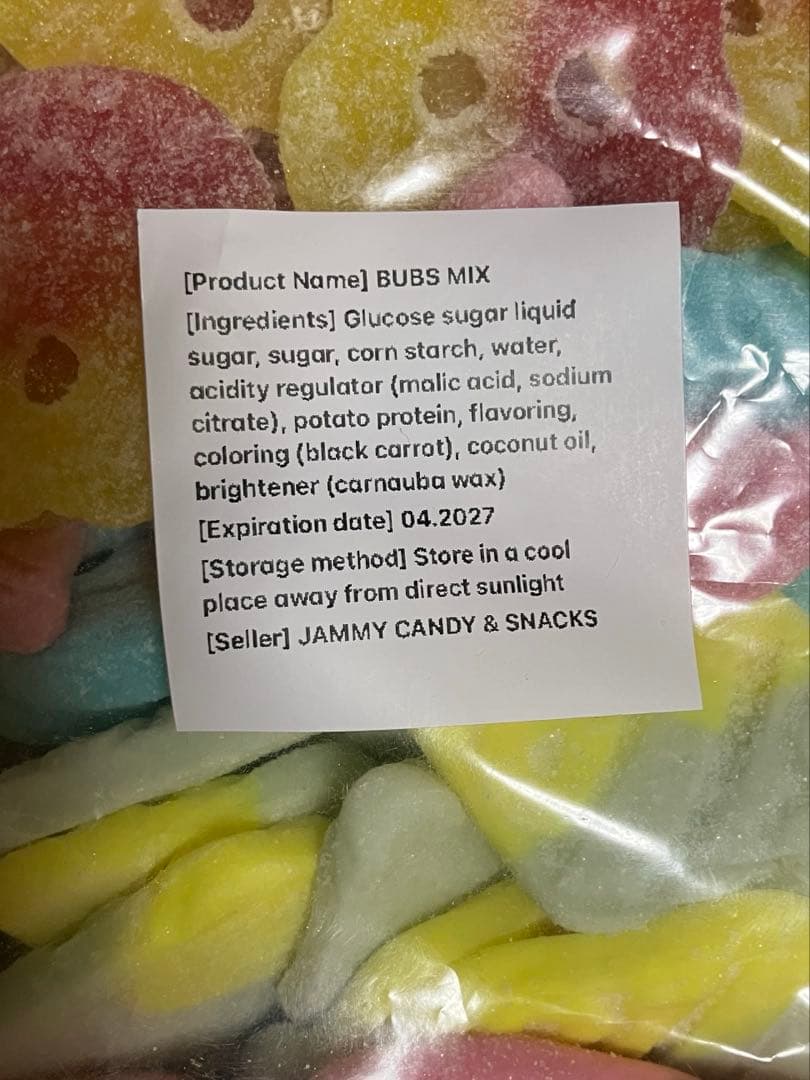 [Product Name] BUBS MIX
[Ingredients] Glucose sugar liquid
sugar, sugar, corn starch, water,
acidity regulator (malic acid, sodium
citrate), potato protein, flavoring,
coloring (black carrot), coconut oil,
brightener (carnauba wax)
[Expiration date] 04.2027
[Storage method] Store in a cool
place away from direct sunlight
[Seller] JAMMY CANDY & SNACKS